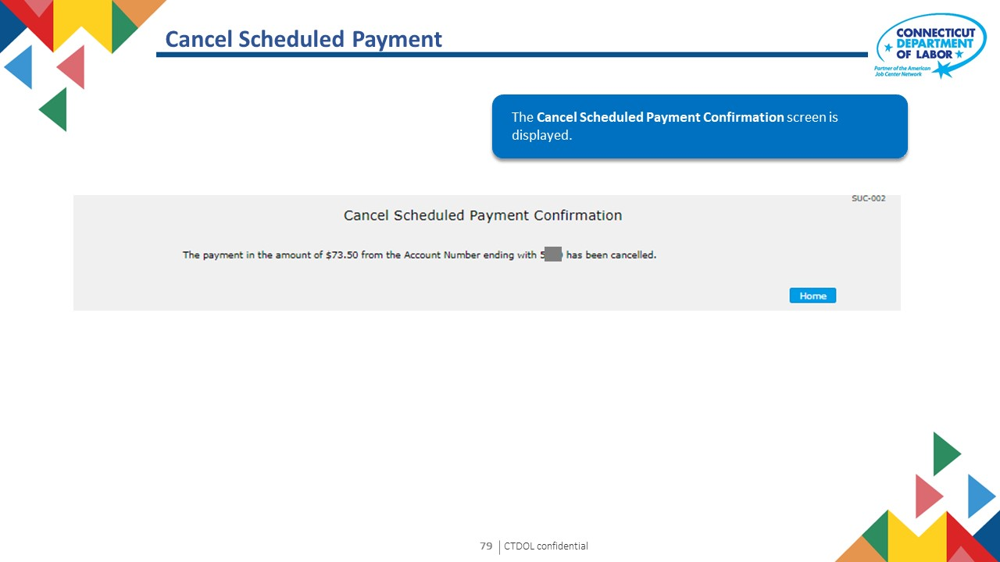 Cancel Scheduled Payment
CONNECTICUT
DEPARTMENT
OF LABOR
Partner of the American
Job Center Network
The Cancel Scheduled Payment Confirmation screen is
displayed.
SUC-002
Cancel Scheduled Payment Confirmation
The payment in the amount of $73.50 from the Account Number ending with 5 has been cancelled.
Home
79 CTDOL confidential